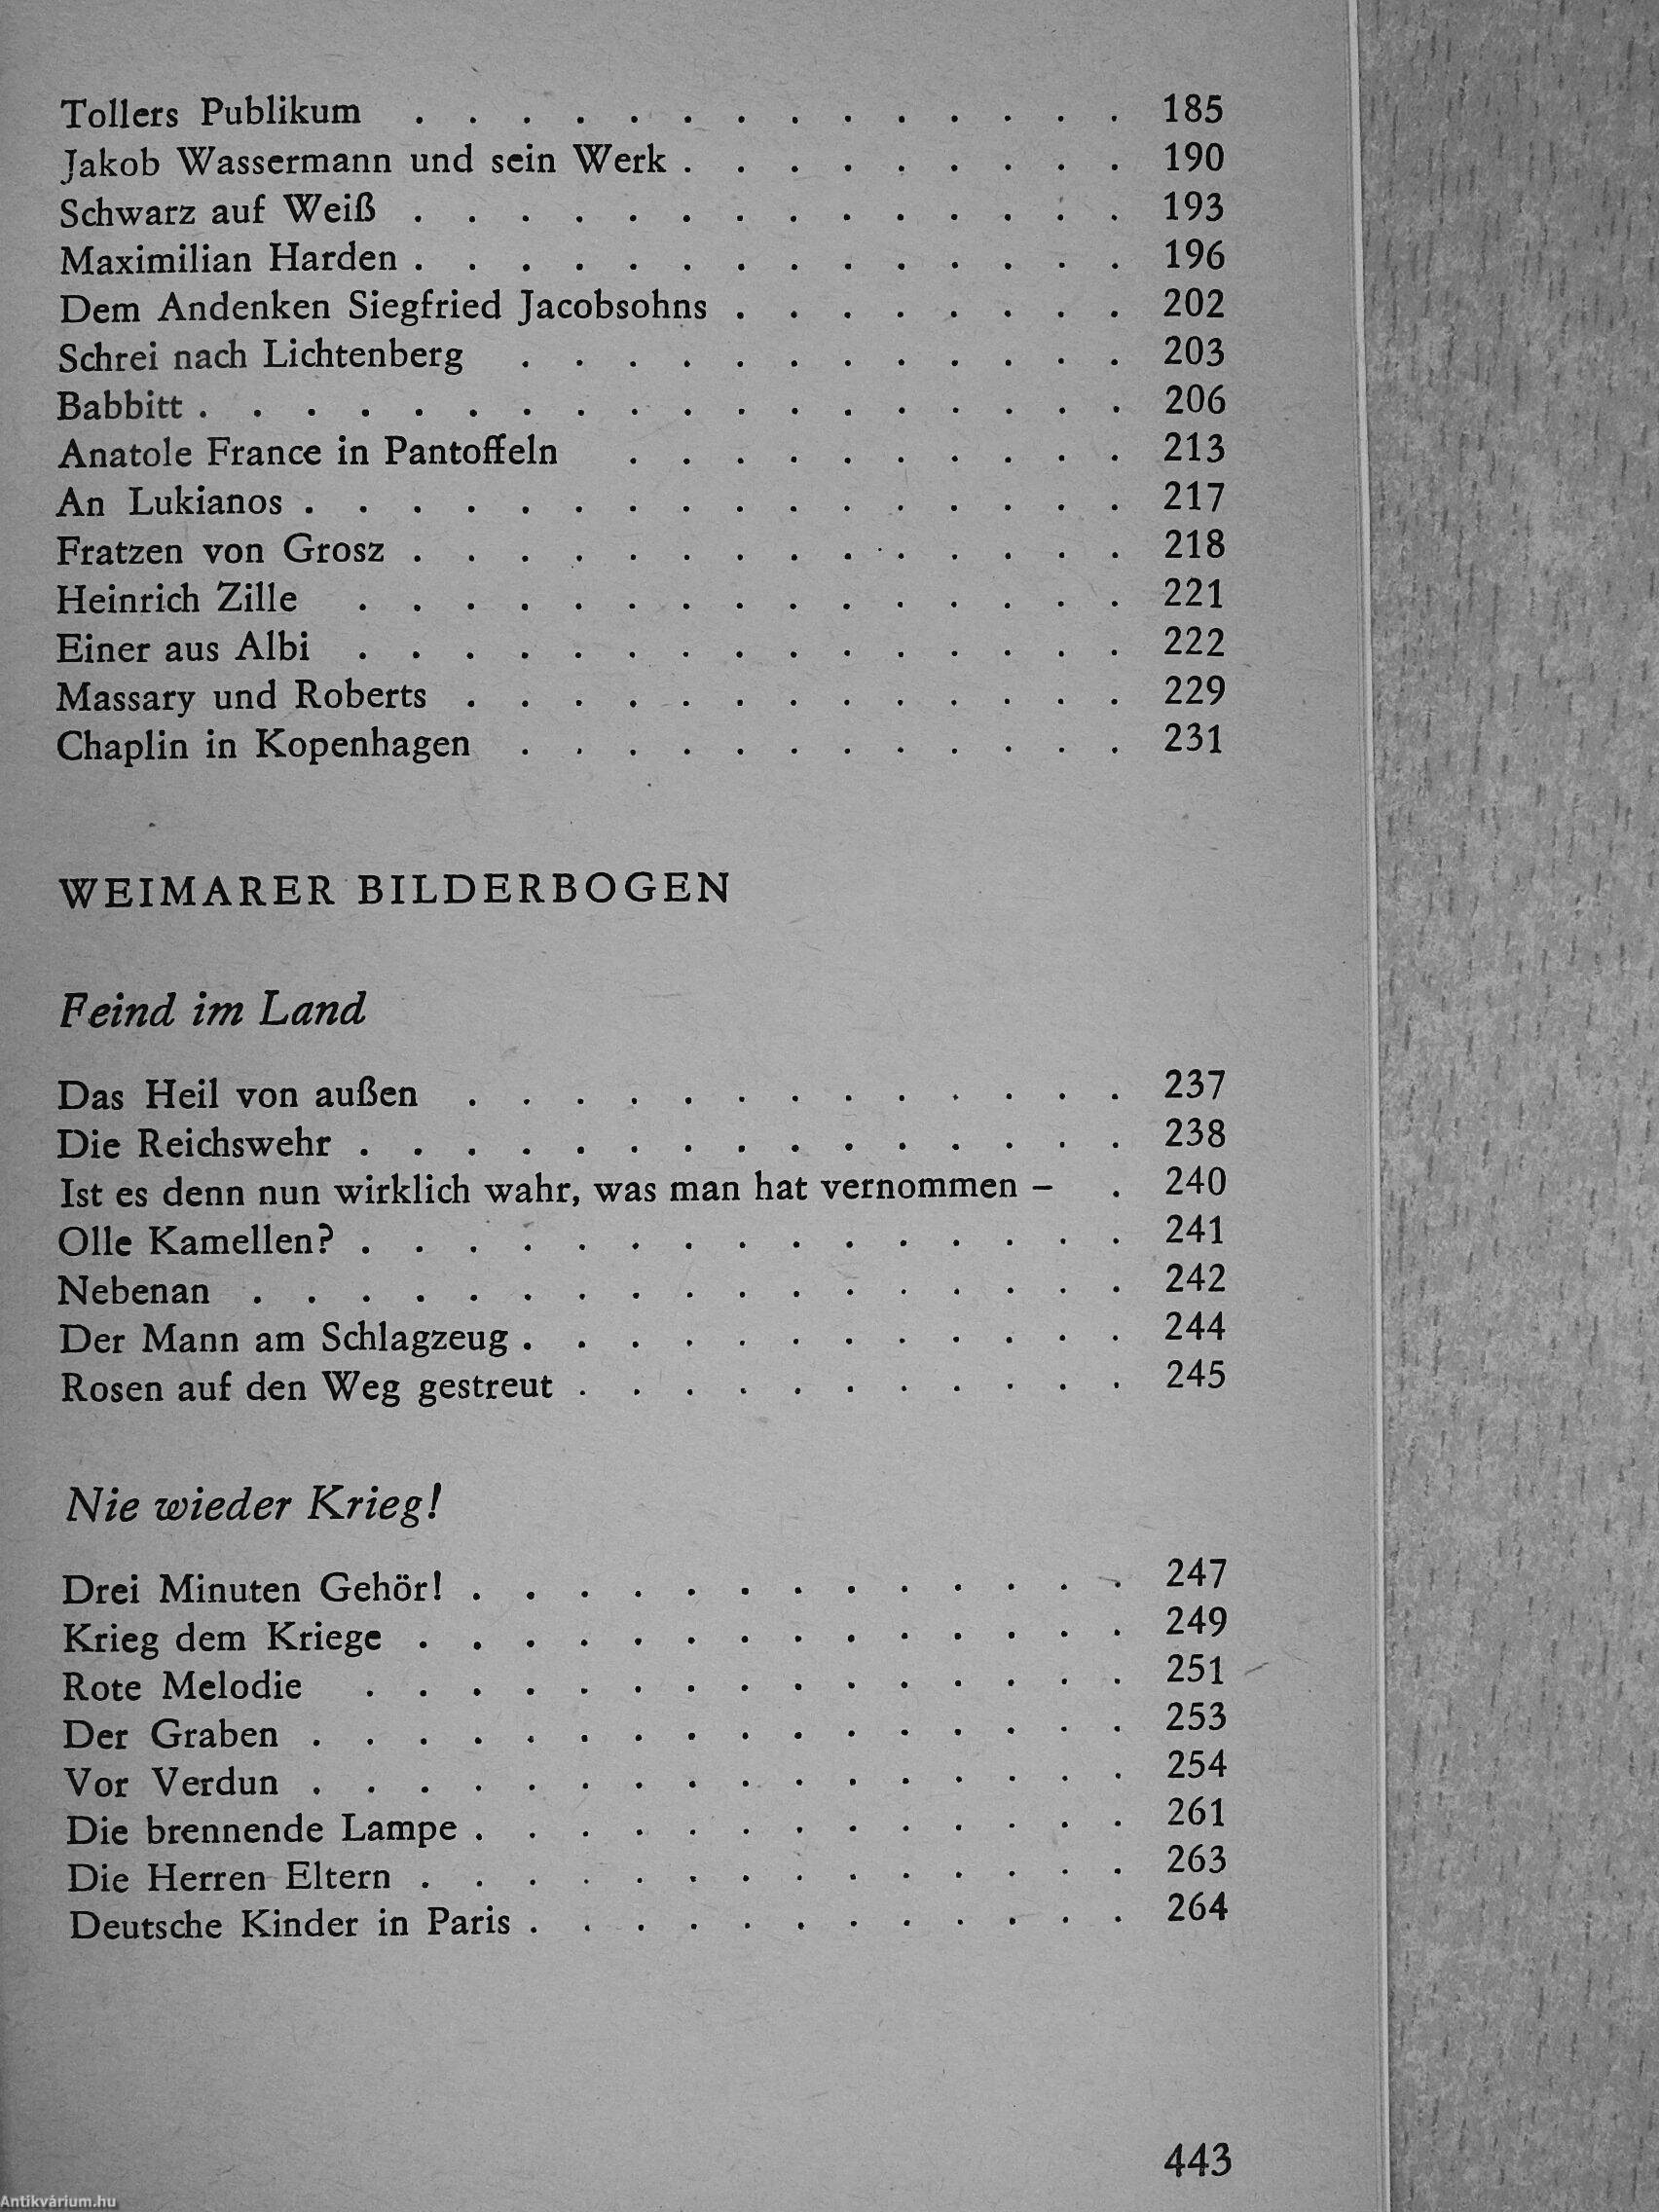 Tollers Publikum . . . . . . . . . . . . . . 185
Jakob Wassermann und sein Werk . . . . . . . . . 190
Schwarz auf Weiß . . . . . . . . . . . . . . 193
Maximilian Harden . . . . . . . . . . . . . . 196
Dem Andenken Siegfried Jacobsohns . . . . . . . . 202
Schrei nach Lichtenberg . . . . . . . . . . . . 203
Babbitt . . . . . . . . . . . . . . . . . . 206
Anatole France in Pantoffeln . . . . . . . . . . 213
An Lukianos . . . . . . . . . . . . . . . . 217
Fratzen von Grosz . . . . . . . . . . . . . . 218
Heinrich Zille . . . . . . . . . . . . . . . 221
Einer aus Albi . . . . . . . . . . . . . . . 222
Massary und Roberts . . . . . . . . . . . . . 229
Chaplin in Kopenhagen . . . . . . . . . . . . 231
WEIMARER BILDERBOGEN
Feind im Land
Das Heil von außen . . . . . . . . . . . . . 237
Die Reichswehr . . . . . . . . . . . . . . . 238
Ist es denn nun wirklich wahr, was man hat vernommen – . 240
Olle Kamellen? . . . . . . . . . . . . . . . 241
Nebenan . . . . . . . . . . . . . . . . . 242
Der Mann am Schlagzeug . . . . . . . . . . . . 244
Rosen auf den Weg gestreut . . . . . . . . . . . 245
Nie wieder Krieg!
Drei Minuten Gehör! . . . . . . . . . . . . . 247
Krieg dem Kriege . . . . . . . . . . . . . . 249
Rote Melodie . . . . . . . . . . . . . . . 251
Der Graben . . . . . . . . . . . . . . . . 253
Vor Verdun . . . . . . . . . . . . . . . . 254
Die brennende Lampe . . . . . . . . . . . . . 261
Die Herren Eltern . . . . . . . . . . . . . . 263
Deutsche Kinder in Paris . . . . . . . . . . . . 264
443
Antikvárium.hu